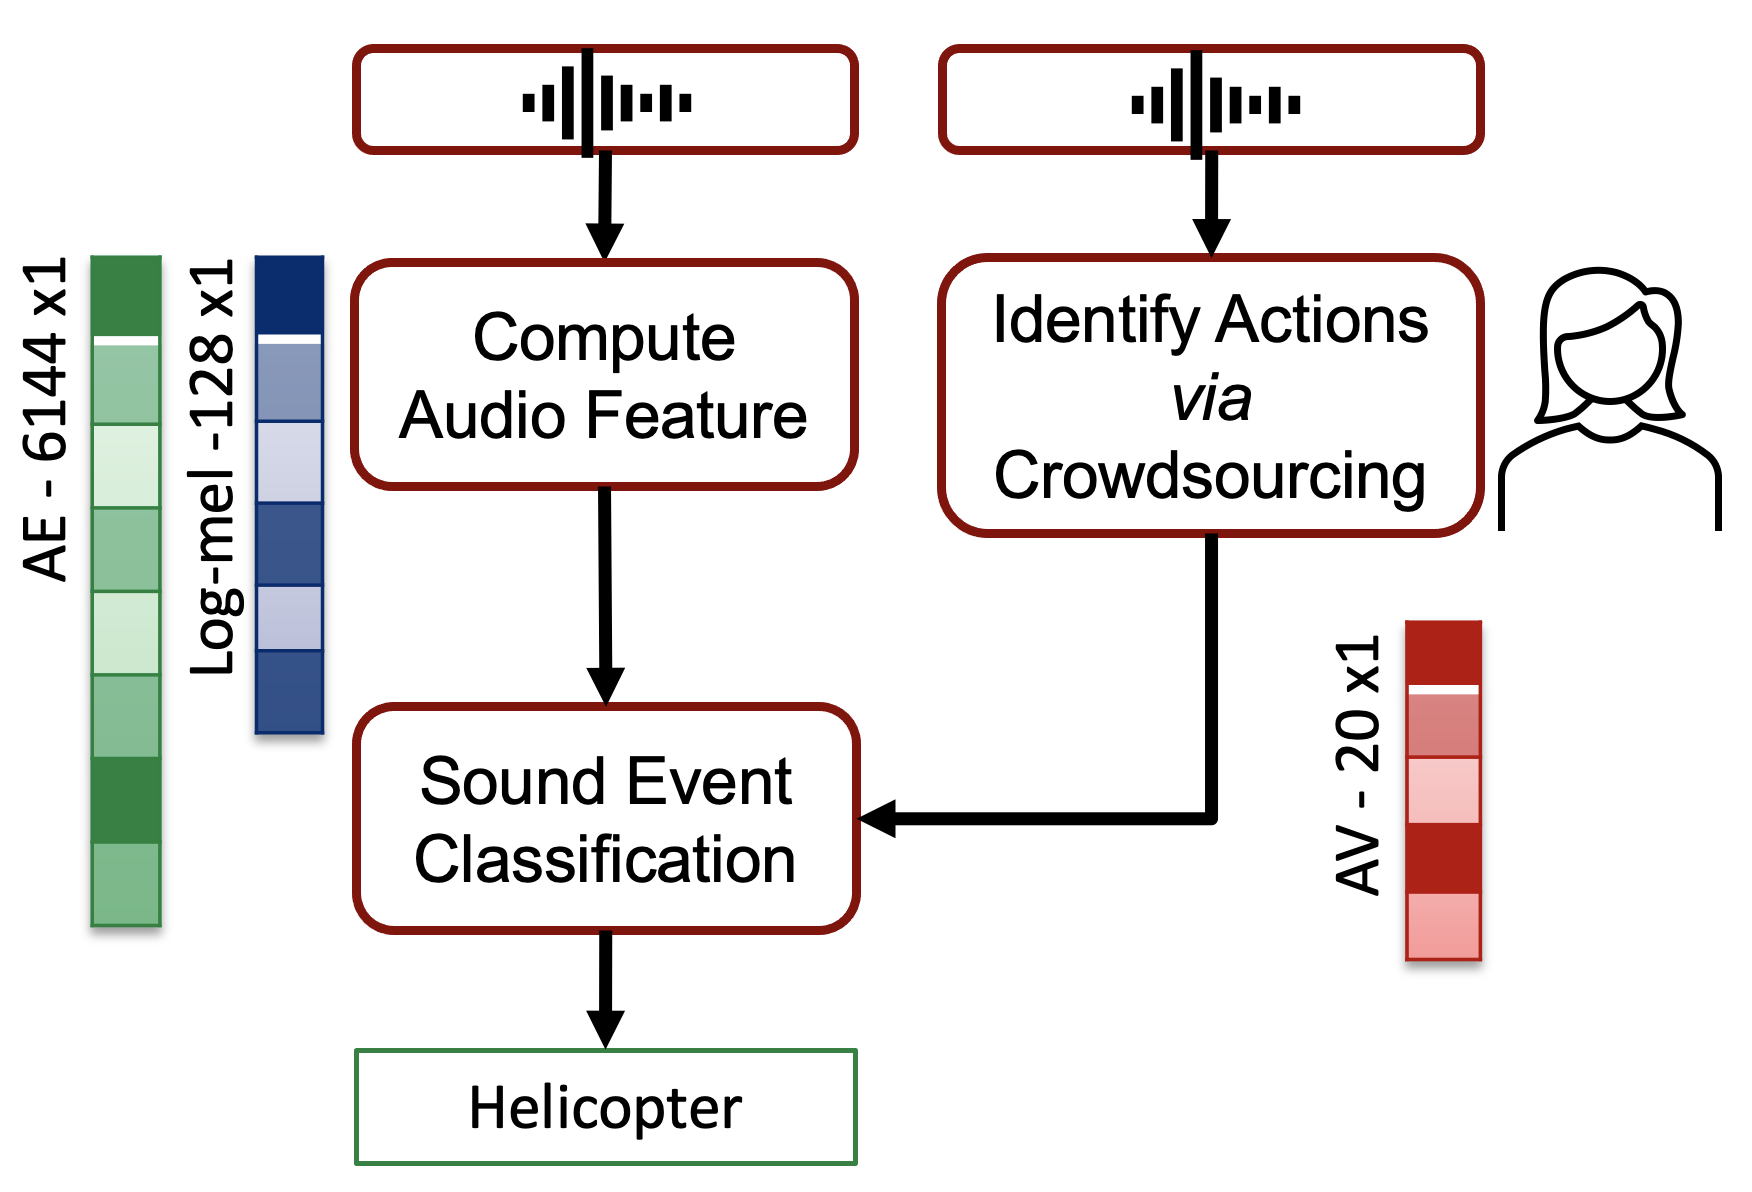 AE - 6144 x1
Log-mel -128 x1
Compute
Audio Feature
Identify Actions
via
Crowdsourcing
Sound Event
Classification
AV - 20 x1
Helicopter